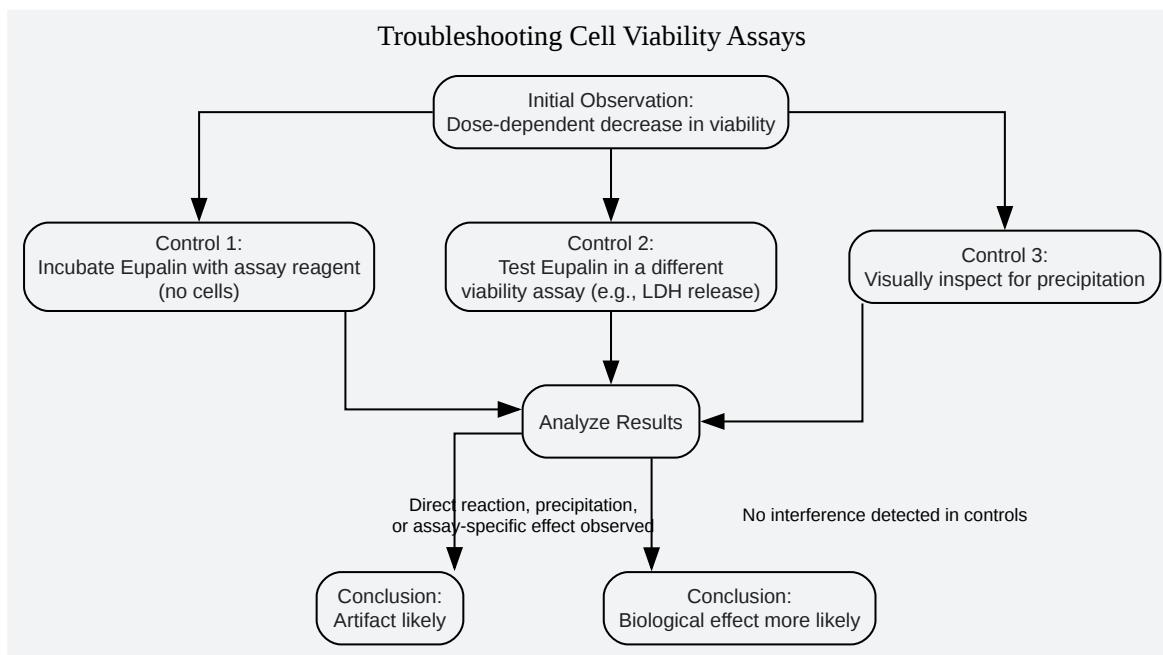 Troubleshooting Cell Viability Assays
Initial Observation:
Dose-dependent decrease in viability
Control 1:
Incubate Eupalin with assay reagent
(no cells)
Control 2:
Test Eupalin in a different
viability assay (e.g., LDH release)
Control 3:
Visually inspect for precipitation
Analyze Results
Direct reaction, precipitation,
or assay-specific effect observed
No interference detected in controls
Conclusion:
Artifact likely
Conclusion:
Biological effect more likely